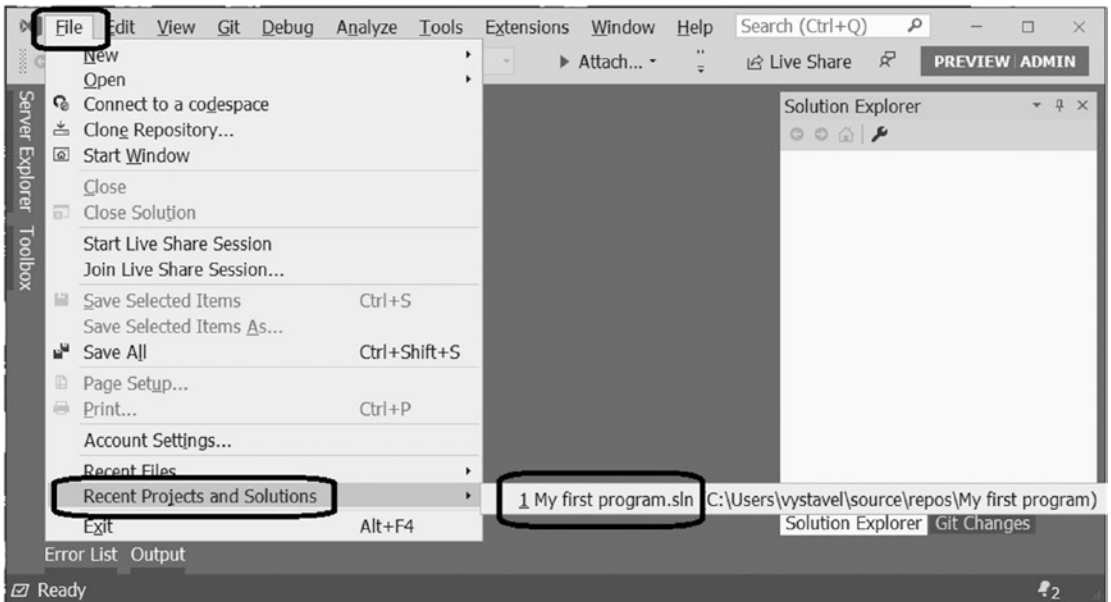 File Edit View Git Debug Analyze Tools Extensions Window Help Search (Ctrl+Q)
Attach... Live Share PREVIEW ADMIN
New
Open
Connect to a codespace
Clone Repository...
Start Window
Close
Close Solution
Start Live Share Session
Join Live Share Session...
Save Selected Items Ctrl+S
Save Selected Items As...
Save All Ctrl+Shift+S
Page Setup...
Print... Ctrl+P
Account Settings...
Recent Files
Recent Projects and Solutions
1 My first program.sln C:\Users\vystavel\source\repos\My first program)
Exit Alt+F4
Server Explorer
Toolbox
Solution Explorer
Solution Explorer Git Changes
Error List Output
Ready 2